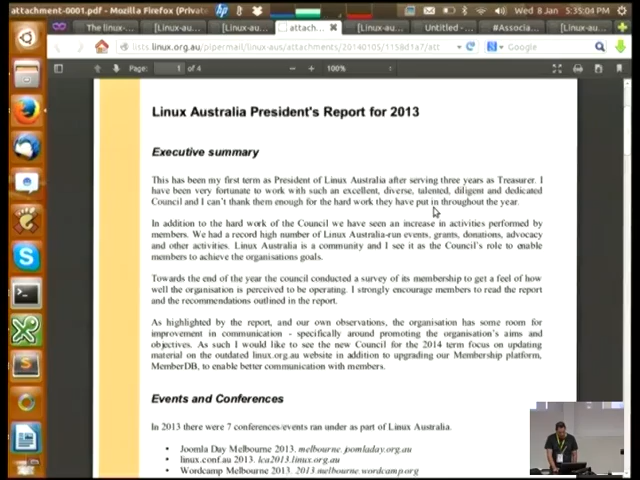 attachment-0001.pdf - Mozilla Firefox (Privat
Wed 8 Jan 5:35:04 PM
The linux-
[Linux-au...
[Linux-au...
attach...
[Linux-au...
Untitled -
#Associa...
[Linux-au...
lists.linux.org.au/pipermail/linux-aus/attachments/20140105/1158d1a7/att
Google
Page: 1 of 4
100%
Linux Australia President's Report for 2013
Executive summary
This has been my first term as President of Linux Australia after serving three years as Treasurer. I
have been very fortunate to work with such an excellent, diverse, talented, diligent and dedicated
Council and I can't thank them enough for the hard work they have put in throughout the year.
In addition to the hard work of the Council we have seen an increase in activities performed by
members. We had a record high number of Linux Australia-run events, grants, donations, advocacy
and other activities. Linux Australia is a community and I see it as the Council's role to enable
members to achieve the organisations goals.
Towards the end of the year the council conducted a survey of its membership to get a feel of how
well the organisation is perceived to be operating. I strongly encourage members to read the report
and the recommendations outlined in the report.
As highlighted by the report, and our own observations, the organisation has some room for
improvement in communication - specifically around promoting the organisation's aims and
objectives. As such I would like to see the new Council for the 2014 term focus on updating
material on the outdated linux.org.au website in addition to upgrading our Membership platform,
MemberDB, to enable better communication with members.
Events and Conferences
In 2013 there were 7 conferences/events ran under as part of Linux Australia.
• Joomla Day Melbourne 2013. melbourne.joomladay.org.au
• linux.conf.au 2013. lca2013.linux.org.au
• Wordcamp Melbourne 2013. 2013.melbourne.wordcamp.org